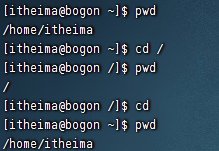 [itheima@bogon ~]$ pwd
/home/itheima
[itheima@bogon ~]$ cd /
[itheima@bogon /]$ pwd
/
[itheima@bogon /]$ cd
[itheima@bogon ~]$ pwd
/home/itheima